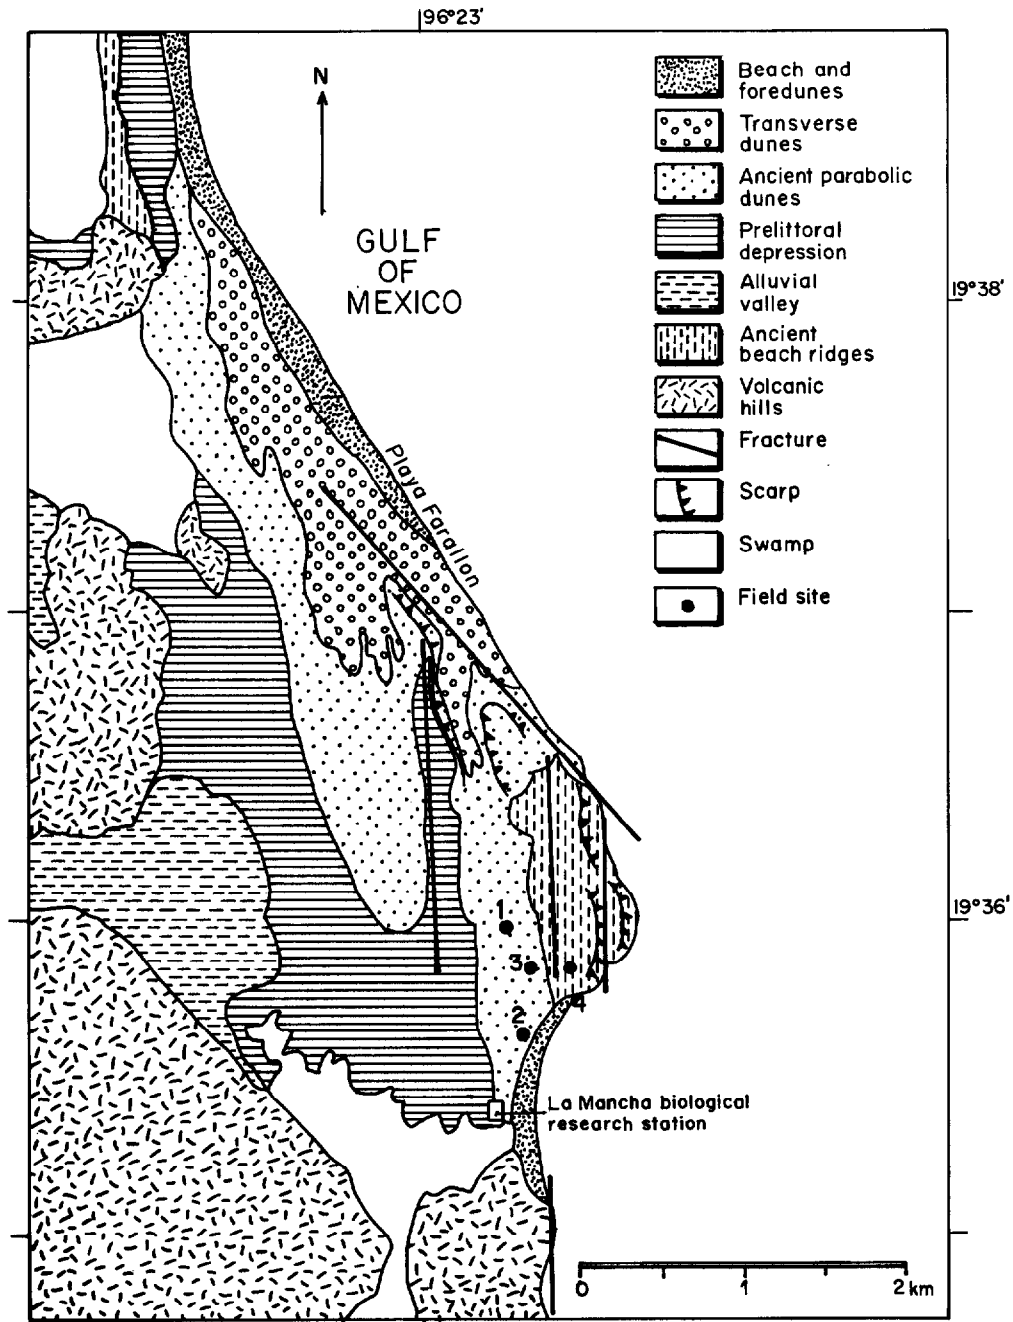 96°23'
N
GULF
OF
MEXICO
Playa Farallon
Beach and
foredunes
Transverse
dunes
Ancient parabolic
dunes
Prelittoral
depression
Alluvial
valley
Ancient
beach ridges
Volcanic
hills
Fracture
Scarp
Swamp
Field site
19°38'
19°36'
1
3
4
2
La Mancha biological
research station
0 1 2 km